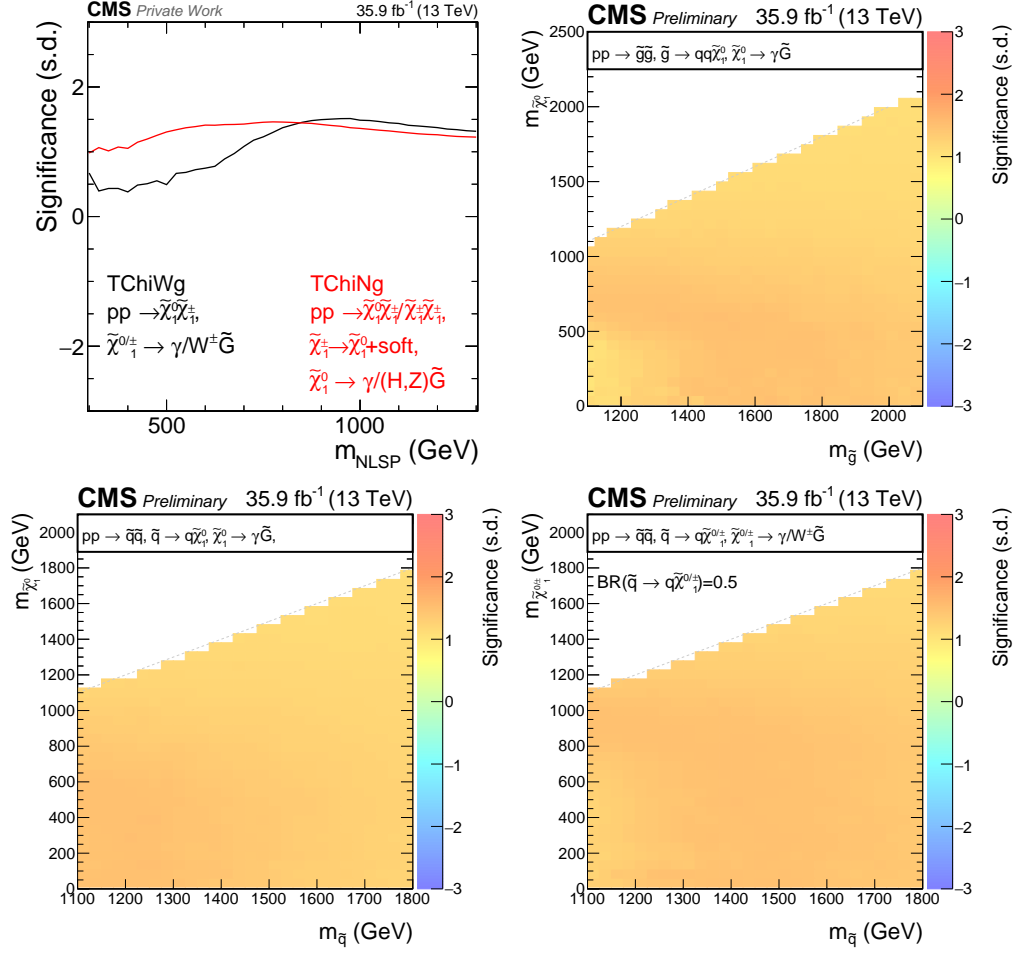 CMS Private Work 35.9 fb⁻¹ (13 TeV)
Significance (s.d.)
2
0
−2
TChiWg
pp →χ̃⁰₁χ̃±₁,
χ̃⁰/±₁ → γ/W±G̃
TChiNg
pp →χ̃⁰₁χ̃±₁/χ̃±₁χ̃±₁,
χ̃±₁→χ̃⁰₁+soft,
χ̃⁰₁ → γ/(H,Z)G̃
500 1000
m_NLSP (GeV)
CMS Preliminary 35.9 fb⁻¹ (13 TeV)
pp → g̃g̃, g̃ → qqχ̃⁰₁, χ̃⁰₁ → γG̃
m_χ̃⁰₁ (GeV)
2500
2000
1500
1000
500
0
1200 1400 1600 1800 2000
m_g̃ (GeV)
3
2
1
0
−1
−2
−3
Significance (s.d.)
CMS Preliminary 35.9 fb⁻¹ (13 TeV)
pp → q̃q̃, q̃ → qχ̃⁰₁, χ̃⁰₁ → γG̃,
m_χ̃⁰₁ (GeV)
2000
1800
1600
1400
1200
1000
800
600
400
200
0
1100 1200 1300 1400 1500 1600 1700 1800
m_q̃ (GeV)
3
2
1
0
−1
−2
−3
Significance (s.d.)
CMS Preliminary 35.9 fb⁻¹ (13 TeV)
pp → q̃q̃, q̃ → qχ̃⁰/±₁, χ̃⁰/±₁ → γ/W±G̃
BR(q̃ → qχ̃⁰/±₁)=0.5
m_χ̃⁰/±₁ (GeV)
2000
1800
1600
1400
1200
1000
800
600
400
200
0
1100 1200 1300 1400 1500 1600 1700 1800
m_q̃ (GeV)
3
2
1
0
−1
−2
−3
Significance (s.d.)